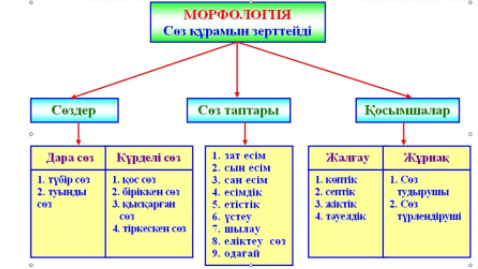 МОРФОЛОГИЯ
Сөз құрамын зерттейді
Сөздер
Сөз таптары
Қосымшалар
Дара сөз
1. түбір сөз
2. туынды
сөз
Күрделі сөз
1. қос сөз
2. біріккен сөз
3. қысқарған
сөз
4. тіркескен сөз
1. зат есім
2. сын есім
3. сан есім
4. есімдік
5. етістік
6. үстеу
7. шылау
8. еліктеу сөз
9. одағай
Жалғау
1. көптік
2. септік
3. жіктік
4. тәуелдік
Жұрнақ
1. Сөз
тудырушы
2. Сөз
түрлендіруші